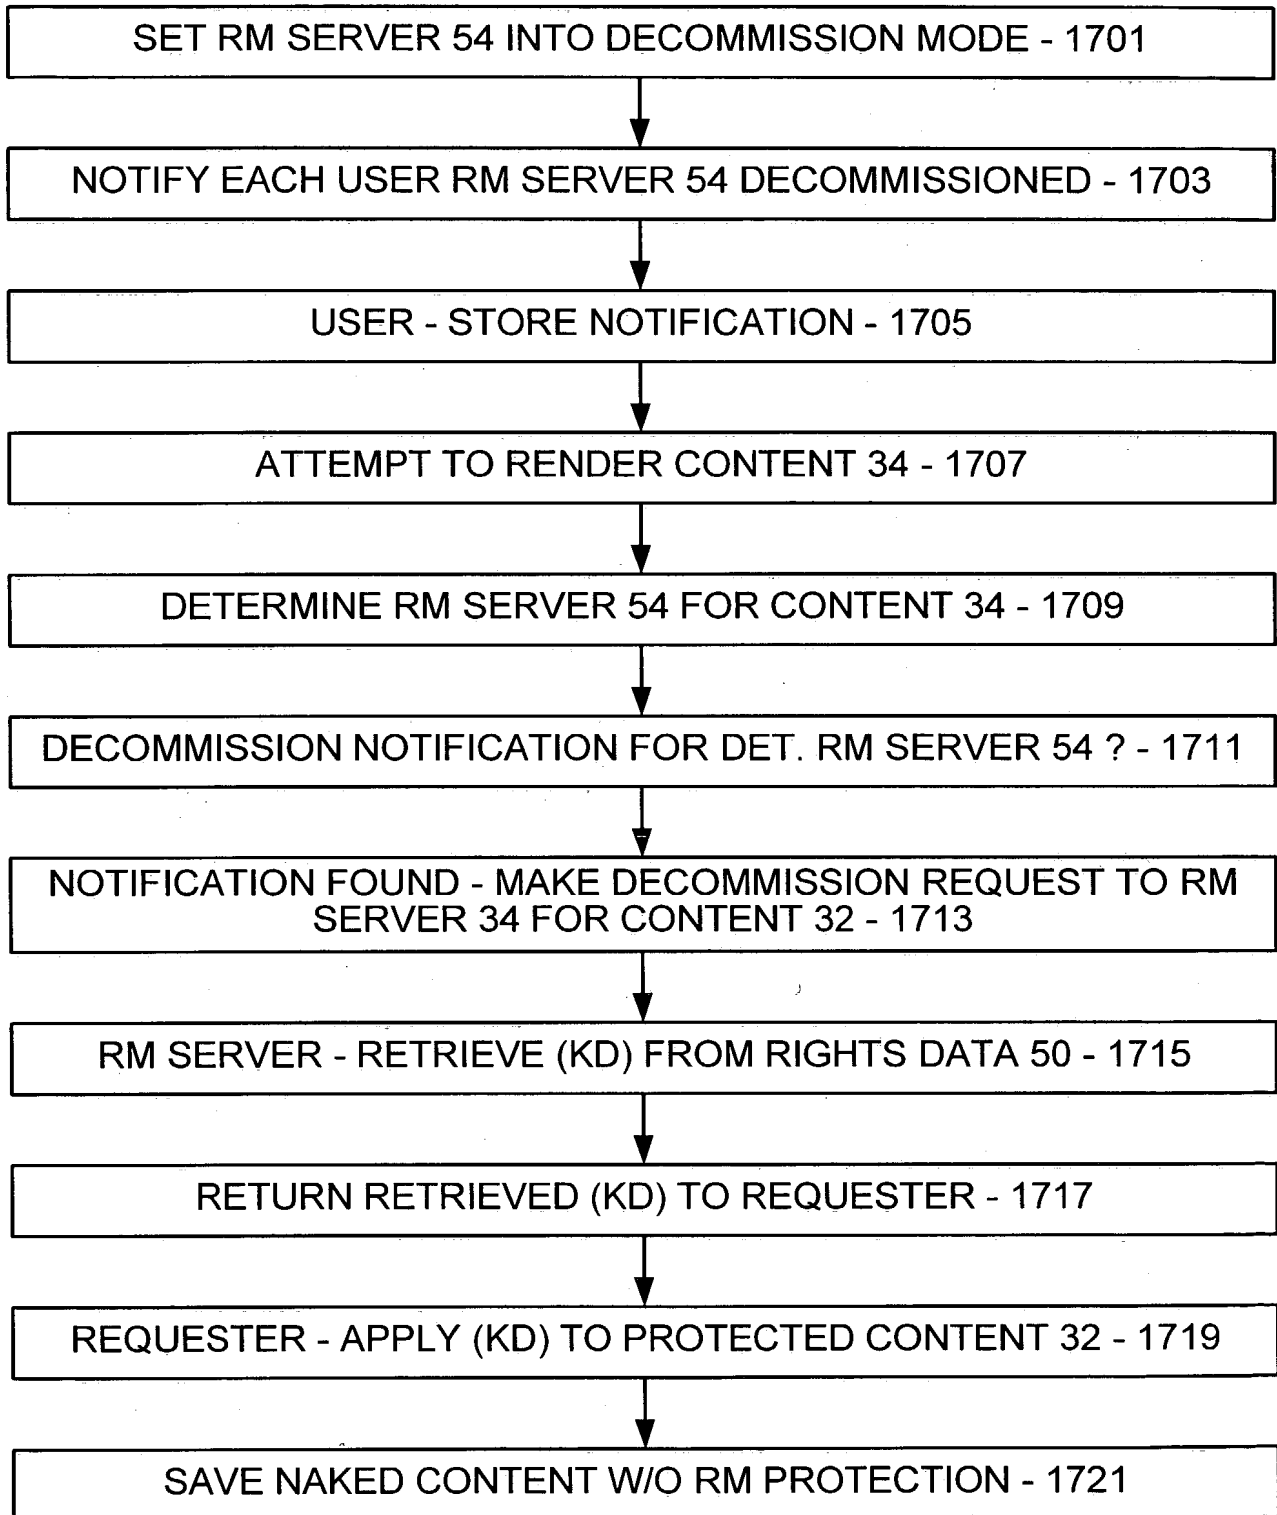 SET RM SERVER 54 INTO DECOMMISSION MODE - 1701
NOTIFY EACH USER RM SERVER 54 DECOMMISSIONED - 1703
USER - STORE NOTIFICATION - 1705
ATTEMPT TO RENDER CONTENT 34 - 1707
DETERMINE RM SERVER 54 FOR CONTENT 34 - 1709
DECOMMISSION NOTIFICATION FOR DET. RM SERVER 54 ? - 1711
NOTIFICATION FOUND - MAKE DECOMMISSION REQUEST TO RM
SERVER 34 FOR CONTENT 32 - 1713
RM SERVER - RETRIEVE (KD) FROM RIGHTS DATA 50 - 1715
RETURN RETRIEVED (KD) TO REQUESTER - 1717
REQUESTER - APPLY (KD) TO PROTECTED CONTENT 32 - 1719
SAVE NAKED CONTENT W/O RM PROTECTION - 1721